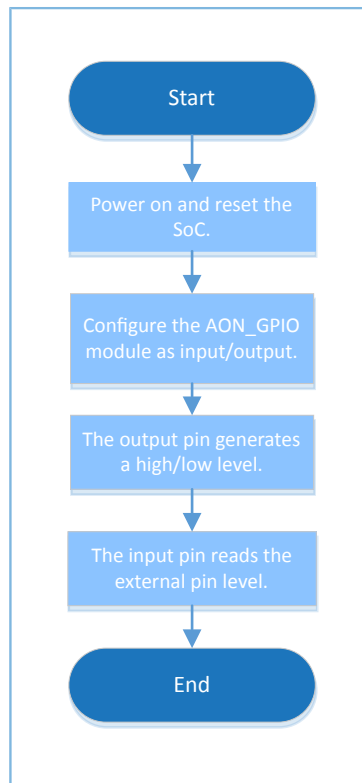 Start
Power on and reset the
SoC.
Configure the AON_GPIO
module as input/output.
The output pin generates
a high/low level.
The input pin reads the
external pin level.
End